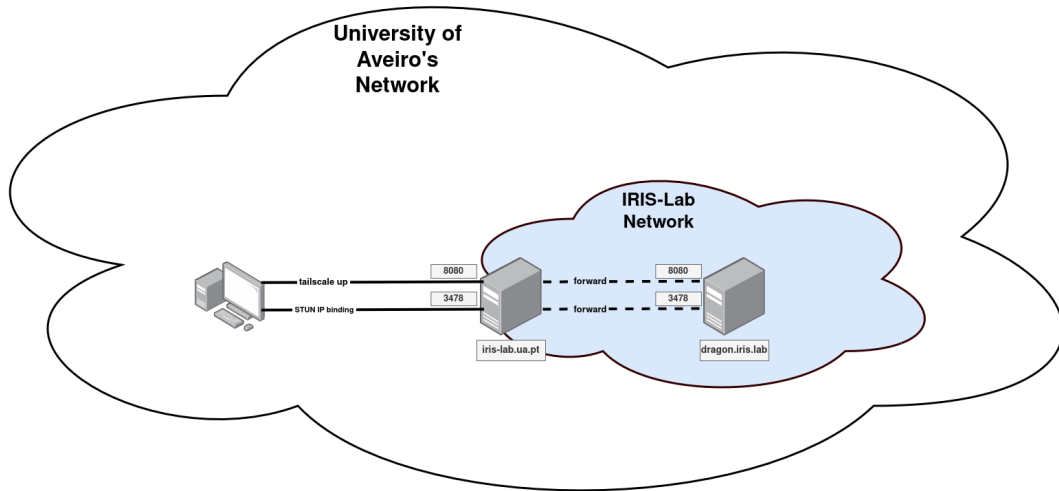 University of
Aveiro's
Network
IRIS-Lab
Network
8080
8080
tailscale up
forward
3478
3478
STUN IP binding
forward
iris-lab.ua.pt
dragon.iris.lab